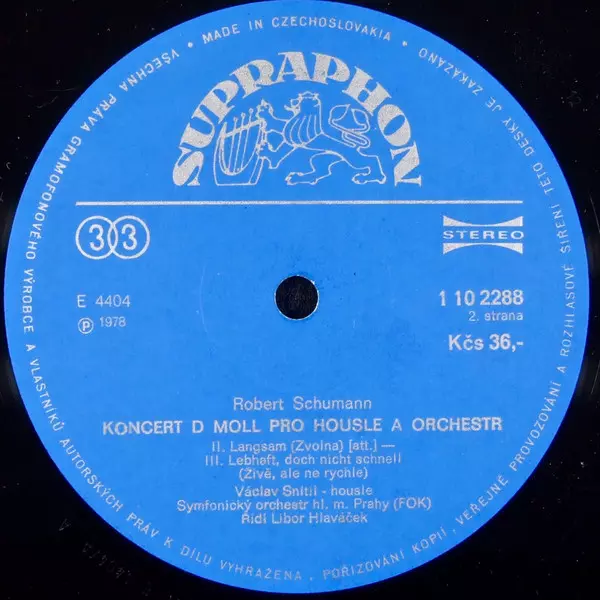 MADE IN CZECHOSLOVAKIA •
VŠECHNA PRÁVA GRAMOFONOVÉHO VÝROBCE A VLASTNÍKŮ AUTORSKÝCH PRÁV K DÍLU VYHRAŽENA. POŘIZOVÁNÍ KOPIÍ, VEŘEJNÉ PROVOZOVÁNÍ A ROZHLASOVÉ ŠÍŘENÍ TÉTO DESKY JE ZAKÁZÁNO
SUPRAPHON
33
STEREO
E 4404
℗ 1978
1 10 2288
2. strana
Kčs 36,-
Robert Schumann
KONCERT D MOLL PRO HOUSLE A ORCHESTR
II. Langsam (Zvolna) [att.] —
III. Lebhaft, doch nicht schnell
(Živě, ale ne rychle)
Václav Snítil - housle
Symfonický orchestr hl. m. Prahy (FOK)
Řídí Libor Hlaváček